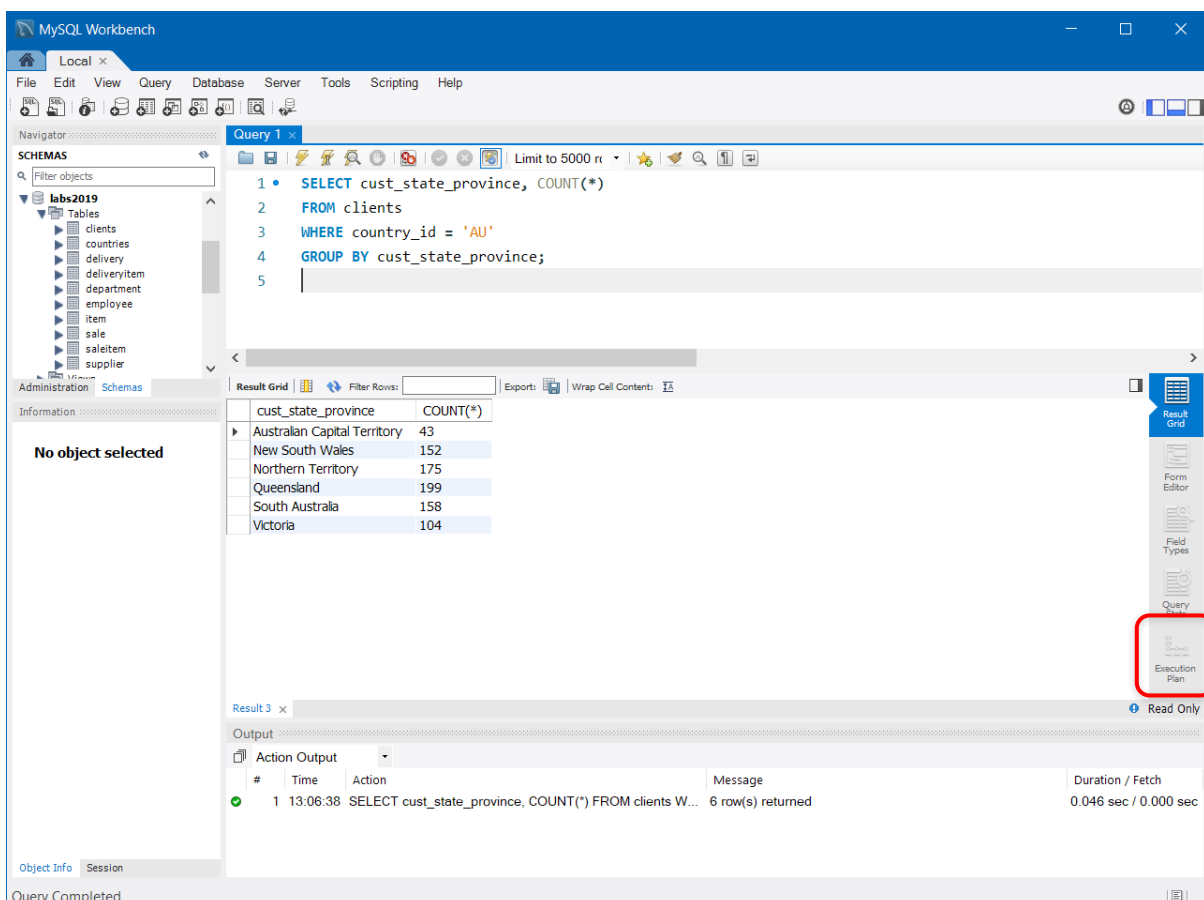 MySQL Workbench
Local
File Edit View Query Database Server Tools Scripting Help
Navigator
SCHEMAS
Filter objects
labs2019
Tables
clients
countries
delivery
deliveryitem
department
employee
item
sale
saleitem
supplier
Views
Administration Schemas
Information
No object selected
Object Info Session
Query 1
Limit to 5000 rc
1 SELECT cust_state_province, COUNT(*)
2 FROM clients
3 WHERE country_id = 'AU'
4 GROUP BY cust_state_province;
5
Result Grid Filter Rows: Export: Wrap Cell Content: IA
cust_state_province COUNT(*)
Australian Capital Territory 43
New South Wales 152
Northern Territory 175
Queensland 199
South Australia 158
Victoria 104
Result
Grid
Form
Editor
Field
Types
Query
Stats
Execution
Plan
Result 3 Read Only
Output
Action Output
# Time Action Message Duration / Fetch
1 13:06:38 SELECT cust_state_province, COUNT(*) FROM clients W... 6 row(s) returned 0.046 sec / 0.000 sec
Query Completed